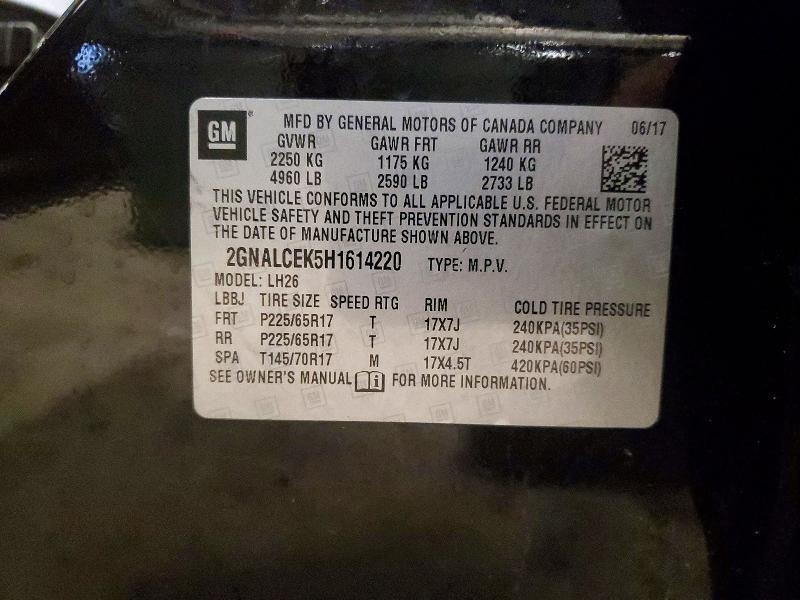 GM
MFD BY GENERAL MOTORS OF CANADA COMPANY 06/17
GVWR GAWR FRT GAWR RR
2250 KG 1175 KG 1240 KG
4960 LB 2590 LB 2733 LB
THIS VEHICLE CONFORMS TO ALL APPLICABLE U.S. FEDERAL MOTOR
VEHICLE SAFETY AND THEFT PREVENTION STANDARDS IN EFFECT ON
THE DATE OF MANUFACTURE SHOWN ABOVE.
2GNALCEK5H1614220 TYPE: M.P.V.
MODEL: LH26
LBBJ TIRE SIZE SPEED RTG RIM COLD TIRE PRESSURE
FRT P225/65R17 T 17X7J 240KPA(35PSI)
RR P225/65R17 T 17X7J 240KPA(35PSI)
SPA T145/70R17 M 17X4.5T 420KPA(60PSI)
SEE OWNER'S MANUAL FOR MORE INFORMATION.